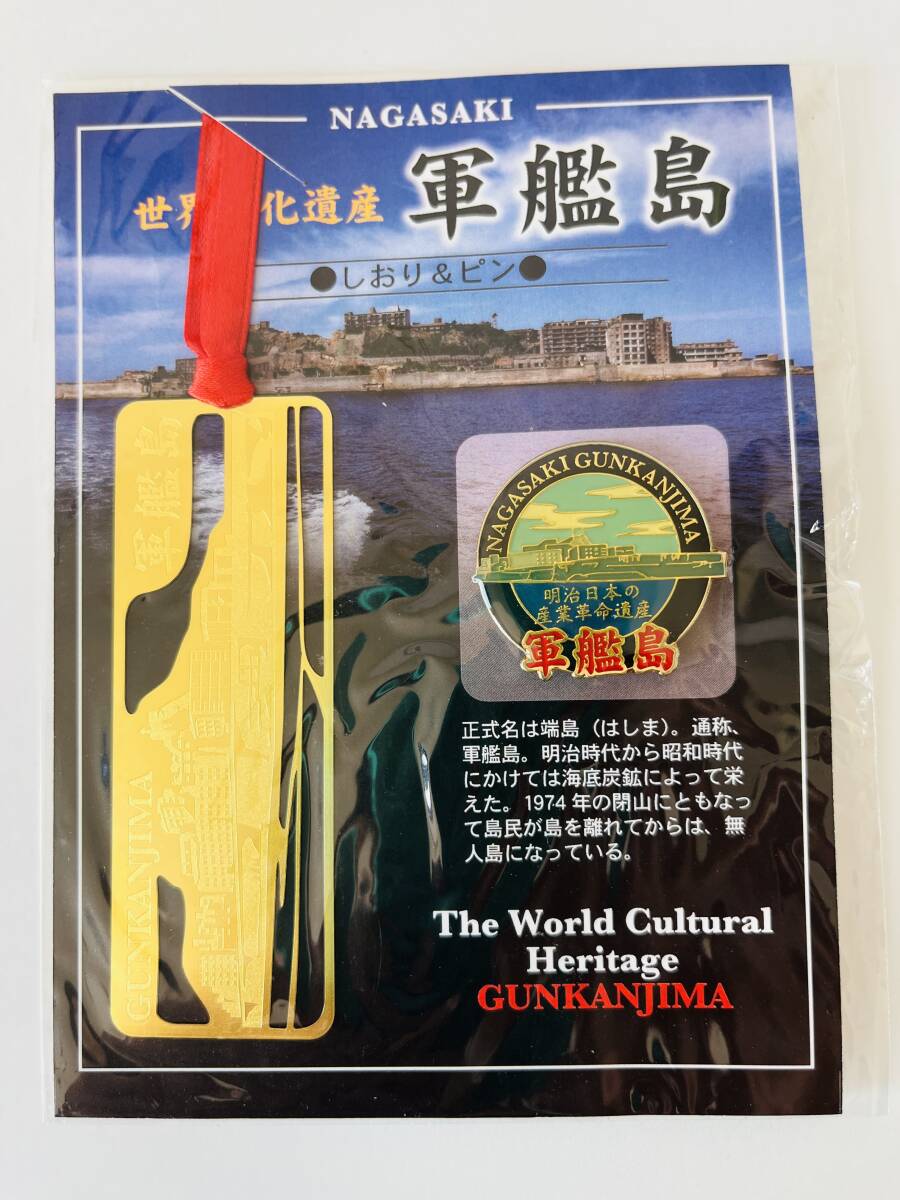 NAGASAKI
世界 化遺産 軍艦島
●しおり&ピン●
軍艦島
GUNKANJIMA
NAGASAKI GUNKANJIMA
明治日本の
産業革命遺産
軍艦島
正式名は端島(はしま)。通称、
軍艦島。明治時代から昭和時代
にかけては海底炭鉱によって栄
えた。1974年の閉山にともなっ
て島民が島を離れてからは、無
人島になっている。
The World Cultural
Heritage
GUNKANJIMA